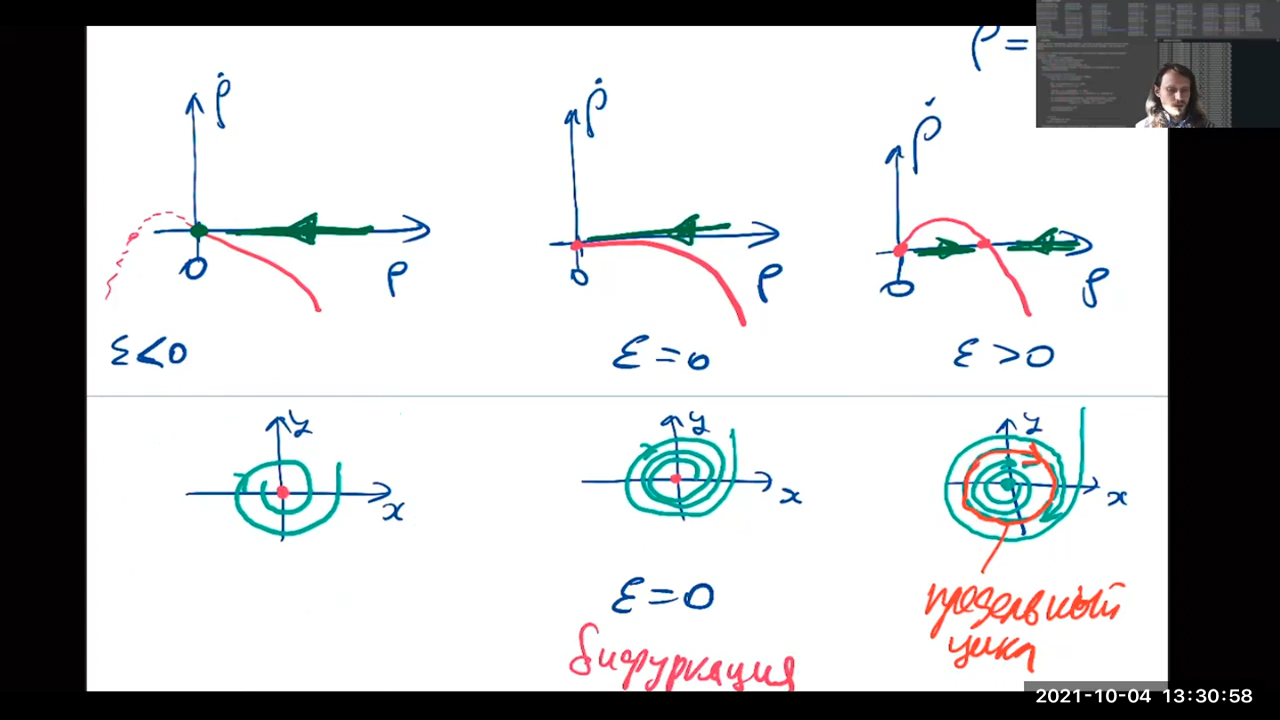 ρ =
ρ̇
ρ̇
ρ̇
0
ρ
0
ρ
0
ρ
ε<0
ε=0
ε>0
y
x
y
x
y
x
ε=0
бифуркация
предельный
цикл
2021-10-04 13:30:58